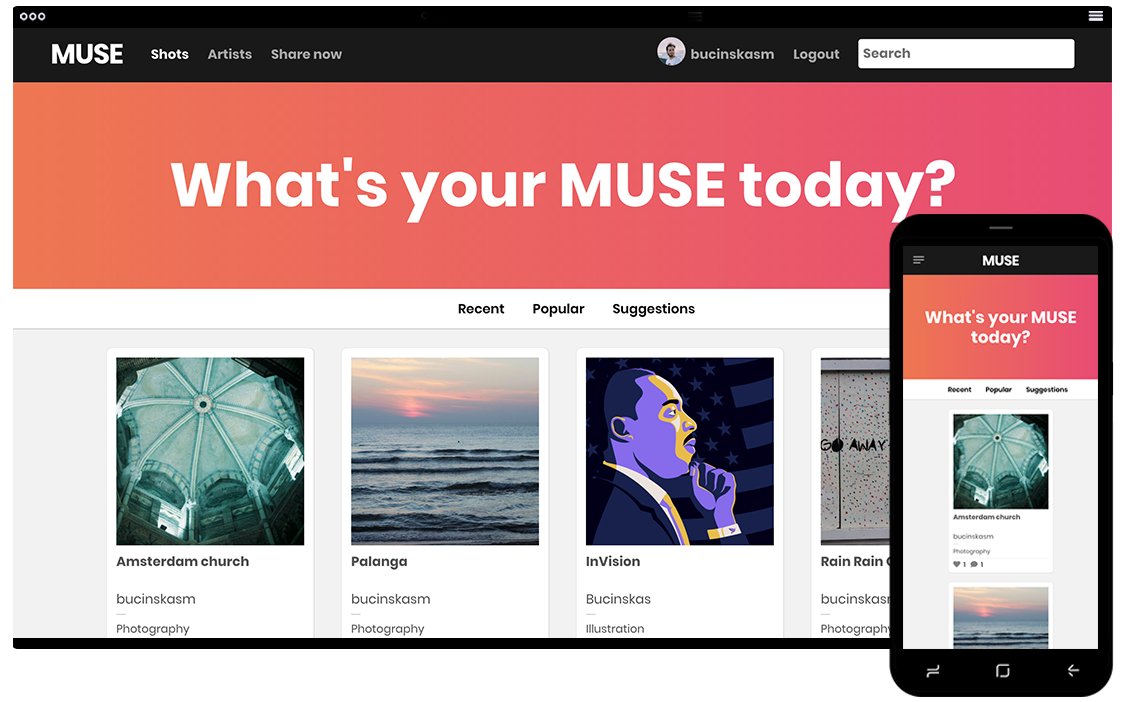 MUSE Shots Artists Share now bucinskasm Logout Search
What's your MUSE today?
Recent Popular Suggestions
Amsterdam church
bucinskasm
Photography
Palanga
bucinskasm
Photography
InVision
Bucinskas
Illustration
GO AWAY
Rain Rain
bucinskasm
Photography
MUSE
What's your MUSE
today?
Recent Popular Suggestions
Amsterdam church
bucinskasm
Photography
1 1